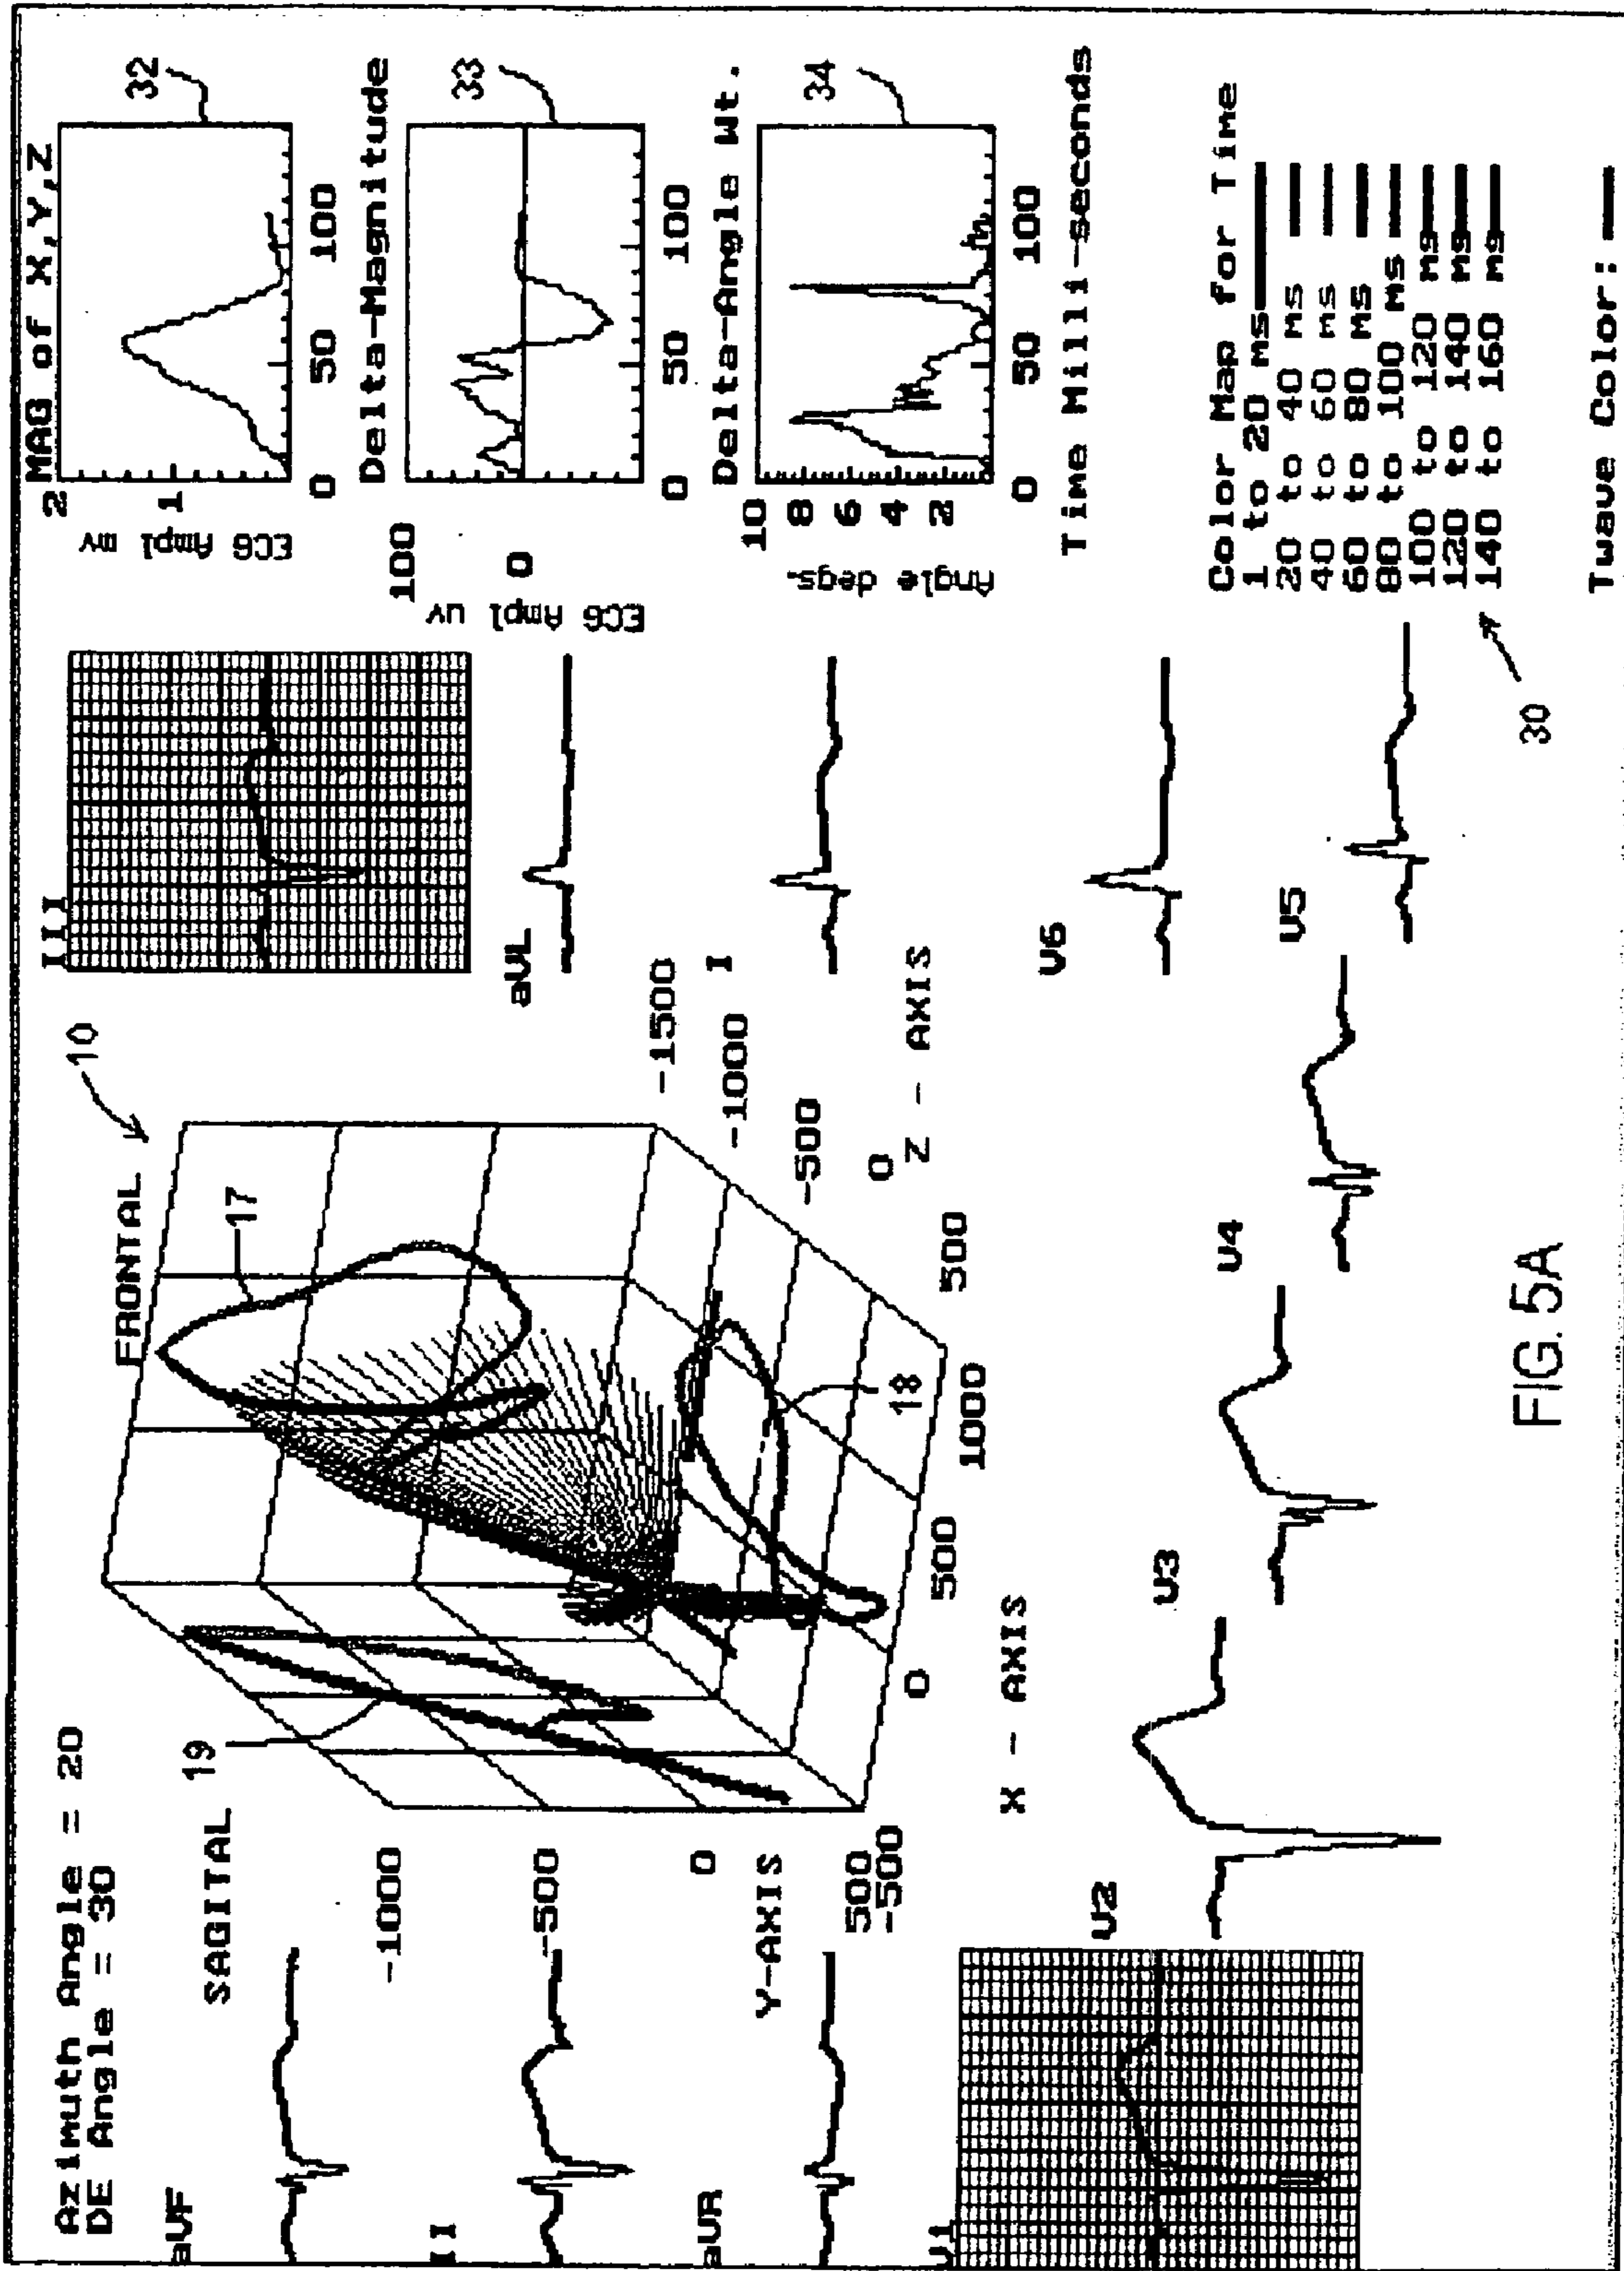 Azimuth Angle = 20
DE Angle = 30
aVF
SAGITAL
19
FRONTAL
10
17
III
MAG of X,Y,Z
2
1
ECG Ampl mv
0 50 100
32
-1000
II
-500
aVL
Delta-Magnitude
100
0
ECG Ampl uv
0 50 100
33
aVR
Y-AXIS
0
500
-500
-1500
-1000
I
-500
0
Z - AXIS
500
18
1000
500
0
X - AXIS
Delta-Angle Wt.
10
8
6
4
2
Angle degs.
0 50 100
34
Time Milli-seconds
V1
V2
V3
V4
V5
V6
Color Map for Time
1 to 20 ms
20 to 40 ms
40 to 60 ms
60 to 80 ms
80 to 100 ms
100 to 120 ms
120 to 140 ms
140 to 160 ms
30
Twave Color:
FIG. 5A